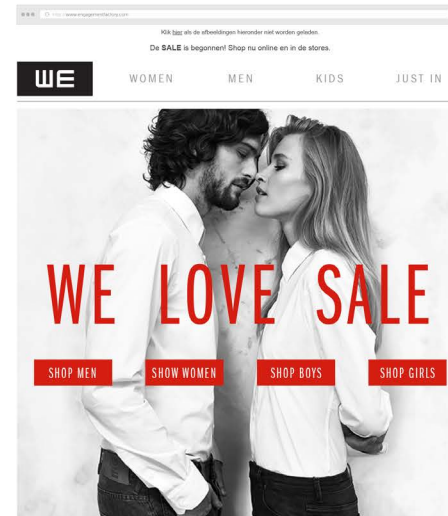 www.engagementfactory.com
Klik hier als de afbeeldingen hieronder niet worden geladen.
De SALE is begonnen! Shop nu online en in de stores.
WE
WOMEN MEN KIDS JUST IN
WE LOVE SALE
SHOP MEN SHOW WOMEN SHOP BOYS SHOP GIRLS